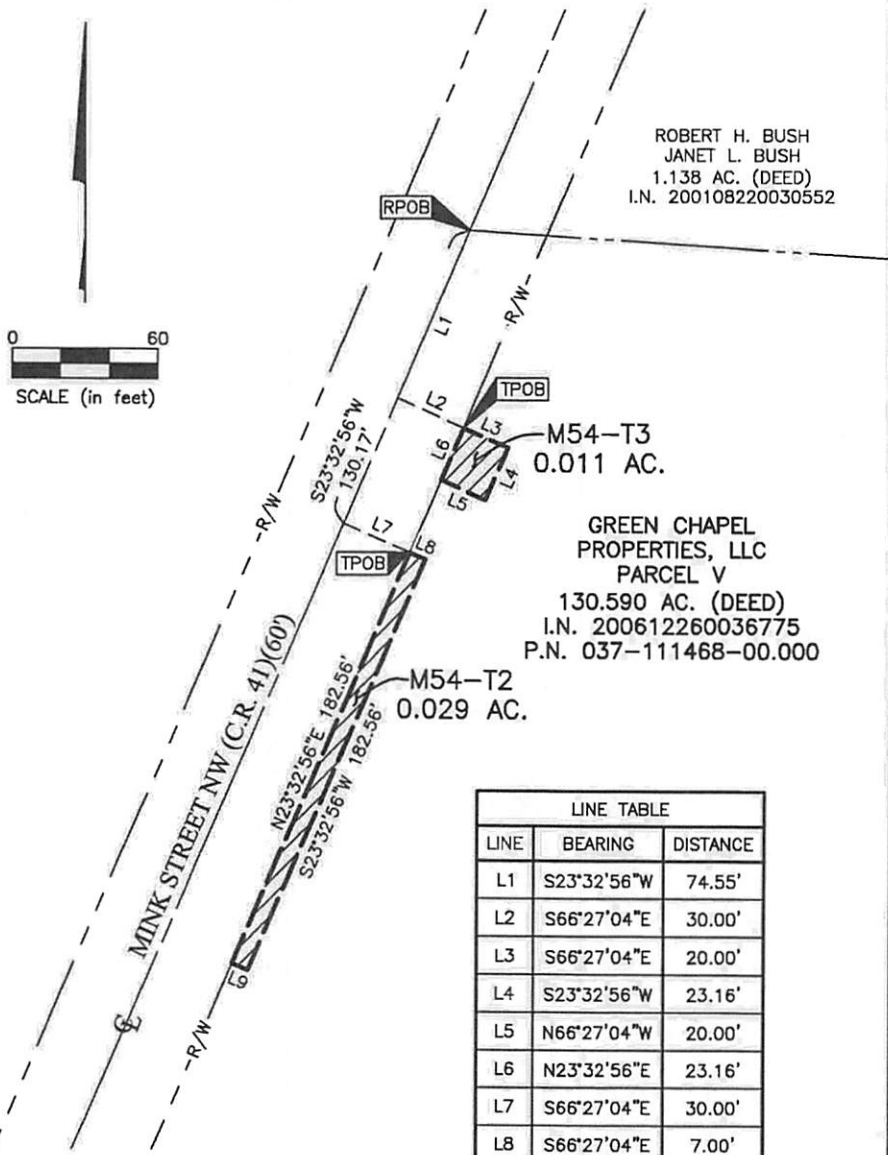 ROBERT H. BUSH
JANET L. BUSH
1.138 AC. (DEED)
I.N. 200108220030552
RPOB
L1
-R/W-
0 60
SCALE (in feet)
L2
TPOB
L3
L6
L4
L5
M54-T3
0.011 AC.
S23°32'56"W
130.17'
-R/W-
L7
L8
TPOB
GREEN CHAPEL
PROPERTIES, LLC
PARCEL V
130.590 AC. (DEED)
I.N. 200612260036775
P.N. 037-111468-00.000
M54-T2
0.029 AC.
N23°32'56"E 182.56'
S23°32'56"W 182.56'
MINK STREET NW (C.R. 41)(60')
L9
CL
-R/W-
LINE TABLE
LINE BEARING DISTANCE
L1 S23°32'56"W 74.55'
L2 S66°27'04"E 30.00'
L3 S66°27'04"E 20.00'
L4 S23°32'56"W 23.16'
L5 N66°27'04"W 20.00'
L6 N23°32'56"E 23.16'
L7 S66°27'04"E 30.00'
L8 S66°27'04"E 7.00'